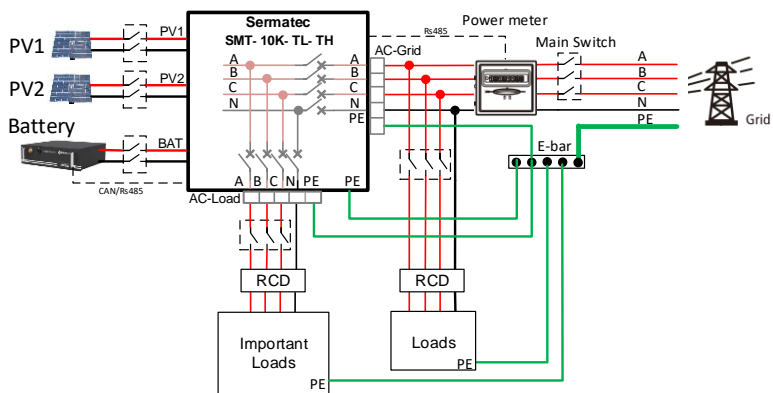 Sermatec
SMT- 10K- TL- TH
Rs485
Power meter
Main Switch
AC-Grid
PV1
PV1
PV2
PV2
Battery
BAT
CAN/Rs485
A
B
C
N
A
B
C
N
PE
A
B
C
N
PE
Grid
E-bar
A B C N PE
PE
AC-Load
RCD
RCD
Important
Loads
PE
Loads
PE